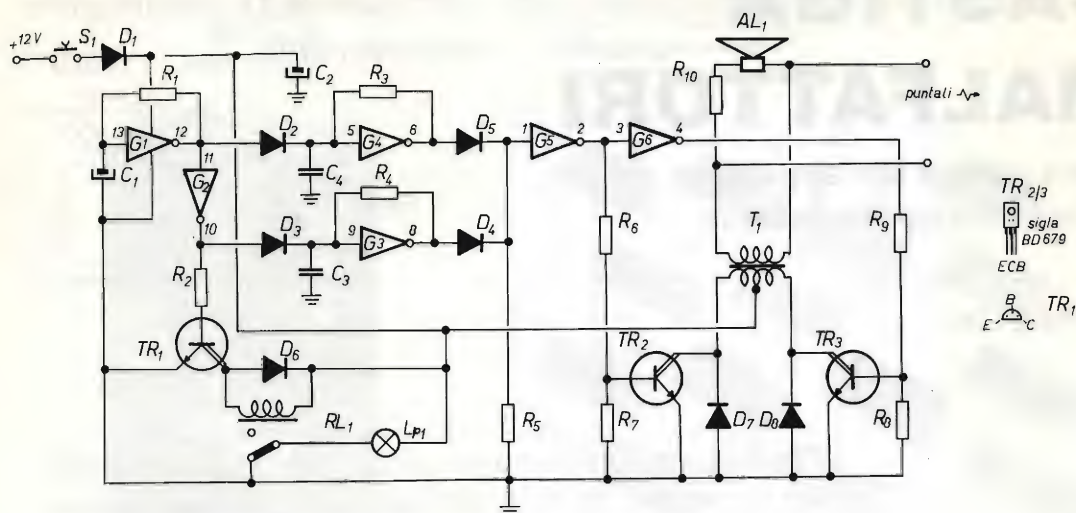 MALFATTORI
+12V
S1
D1
R1
C2
R3
AL1
R10
puntali
13
G1
12
D2
5
G4
6
D5
1
G5
2
3
G6
4
C1
11
G2
C4
R4
10
D3
9
G3
8
D4
R6
T1
R9
TR 2/3
sigla
BD679
ECB
R2
C3
B
E
C
TR1
TR1
D6
TR2
TR3
RL1
LP1
R5
R7
D7
D8
R8